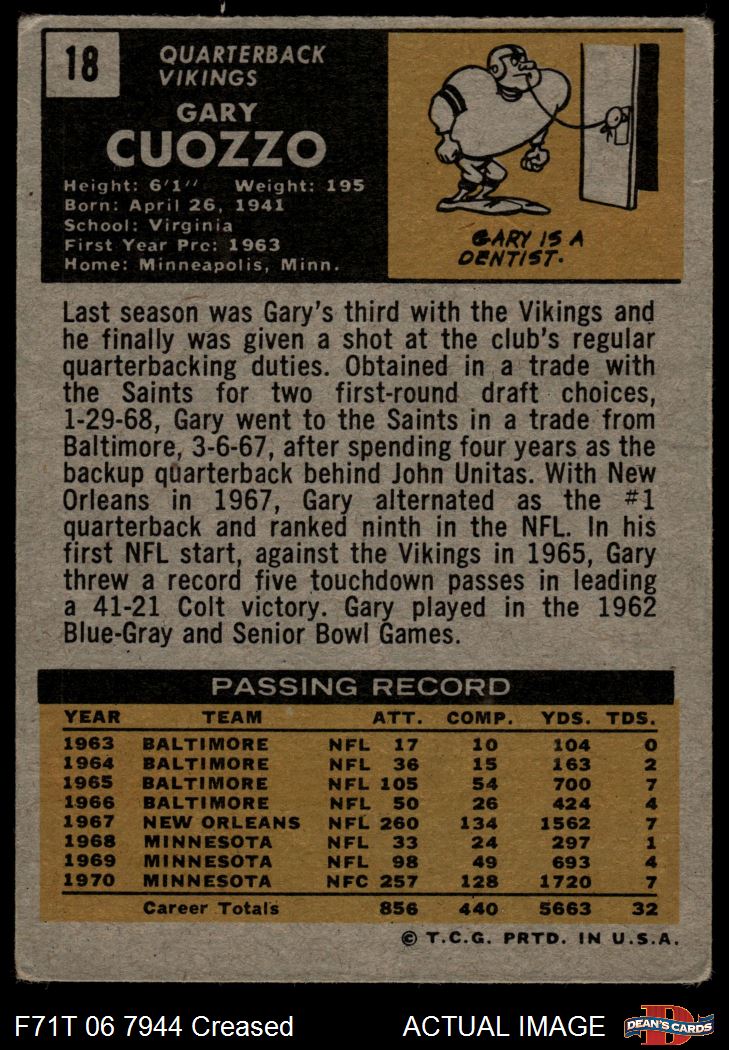 18
QUARTERBACK
VIKINGS
GARY
CUOZZO
Height: 6'1" Weight: 195
Born: April 26, 1941
School: Virginia
First Year Pro: 1963
Home: Minneapolis, Minn.
GARY IS A
DENTIST.
Last season was Gary's third with the Vikings and
he finally was given a shot at the club's regular
quarterbacking duties. Obtained in a trade with
the Saints for two first-round draft choices,
1-29-68, Gary went to the Saints in a trade from
Baltimore, 3-6-67, after spending four years as the
backup quarterback behind John Unitas. With New
Orleans in 1967, Gary alternated as the #1
quarterback and ranked ninth in the NFL. In his
first NFL start, against the Vikings in 1965, Gary
threw a record five touchdown passes in leading
a 41-21 Colt victory. Gary played in the 1962
Blue-Gray and Senior Bowl Games.
PASSING RECORD
YEAR TEAM ATT. COMP. YDS. TDS.
1963 BALTIMORE NFL 17 10 104 0
1964 BALTIMORE NFL 36 15 163 2
1965 BALTIMORE NFL 105 54 700 7
1966 BALTIMORE NFL 50 26 424 4
1967 NEW ORLEANS NFL 260 134 1562 7
1968 MINNESOTA NFL 33 24 297 1
1969 MINNESOTA NFL 98 49 693 4
1970 MINNESOTA NFC 257 128 1720 7
Career Totals 856 440 5663 32
© T.C.G. PRTD. IN U.S.A.
F71T 06 7944 Creased ACTUAL IMAGE
D
DEAN'S CARDS